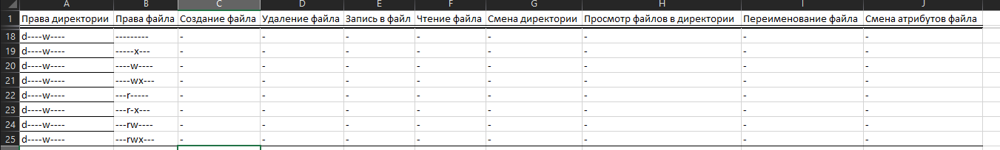 A B C D E F G H I J
1 Права директории Права файла Создание файла Удаление файла Запись в файл Чтение файла Смена директории Просмотр файлов в директории Переименование файла Смена атрибутов файла
18 d----w---- --------- - - - - - - - -
19 d----w---- -----x--- - - - - - - - -
20 d----w---- ----w---- - - - - - - - -
21 d----w---- ----wx--- - - - - - - - -
22 d----w---- ---r----- - - - - - - - -
23 d----w---- ---r-x--- - - - - - - - -
24 d----w---- ---rw---- - - - - - - - -
25 d----w---- ---rwx--- - - - - - - - -